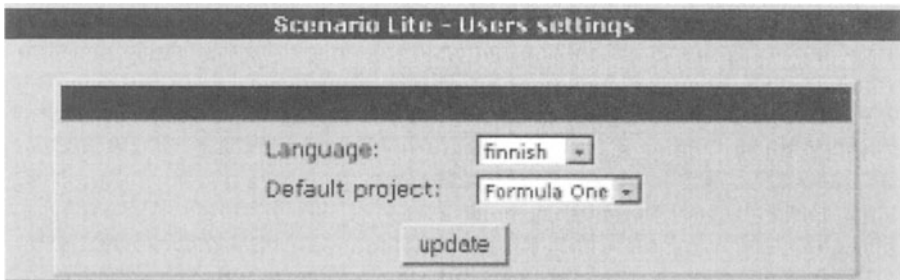 Scenario Lite - Users settings
Language: finnish
Default project: Formula One
update